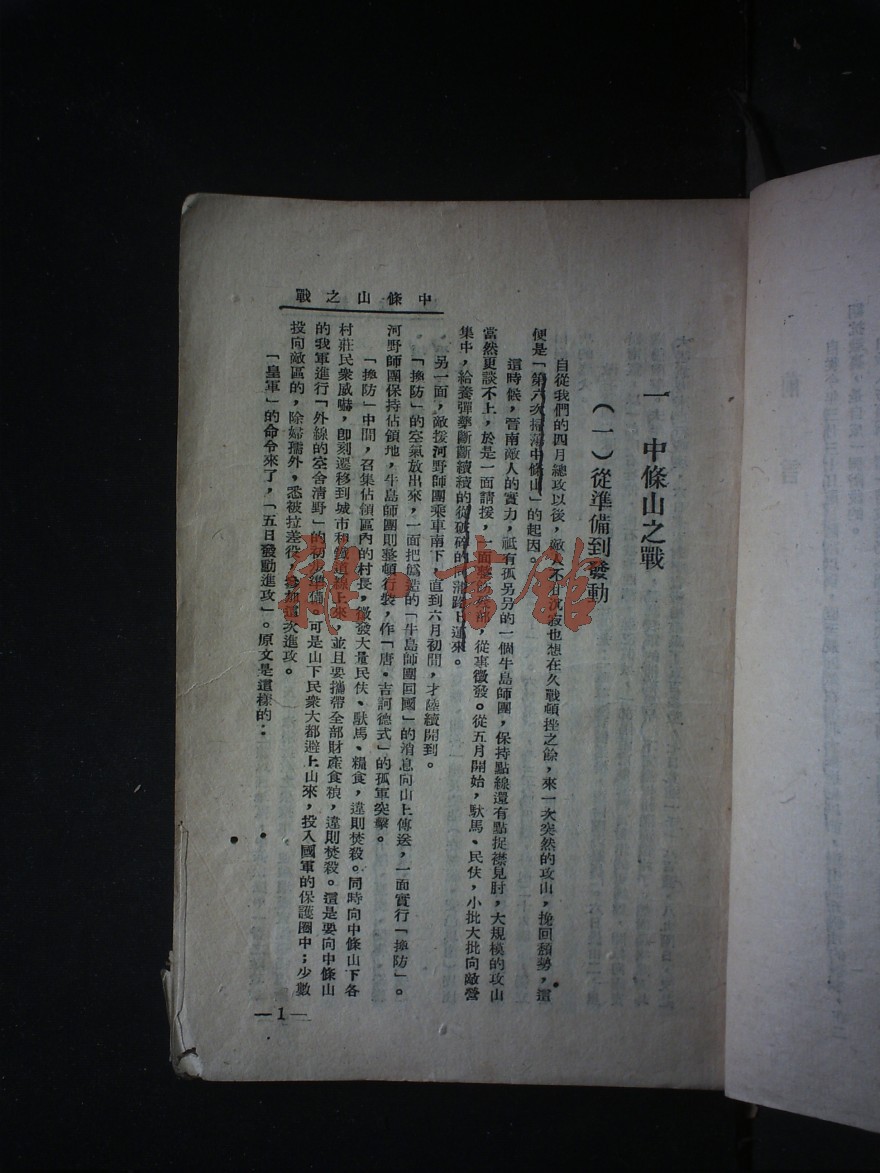 中條山之戰
一　中條山之戰
（一）從準備到發動
自從我們的四月總攻以後，敵人不甘沉寂也想在久戰頓挫之餘，來一次突然的攻山，挽回頹勢，這
便是「第六次掃蕩中條山」的起因。
這時候，晉南敵人的實力，祇有孤另另的一個牛島師團，保持點線還有點捉襟見肘，大規模的攻山
當然更談不上，於是一面請援，一面整飭，從事徵發。從五月開始，馱馬、民伕，小批大批向敵營
集中，給養彈藥斷斷續續的從破碎的同蒲路上運來。
另一面，敵援河野師團乘車南下，直到六月初間，才陸續開到。
「換防」的空氣放出來，一面把僞造的「牛島師團回國」的消息向山上傳送，一面實行「換防」。
河野師團保持佔領地，牛島師團則整頓行裝，作「唐·吉訶德式」的孤軍突擊。
「換防」中間，召集佔領區內的村長，徵發大量民伕、馱馬、糧食，違則焚殺。同時向中條山下各
村莊民衆威嚇，卽刻遷移到城市和鐵道線上來，並且要攜帶全部財產食粮，違則焚殺。這是要向中條山
的我軍進行「外線的空舍清野」的初步準備。可是山下民衆大都避上山來，投入國軍的保護圈中；少數
投向敵區的，除婦孺外，悉被拉差役，參加這次進攻。
「皇軍」的命令來了，「五日發動進攻」。原文是這樣的：
—1—
雅書館